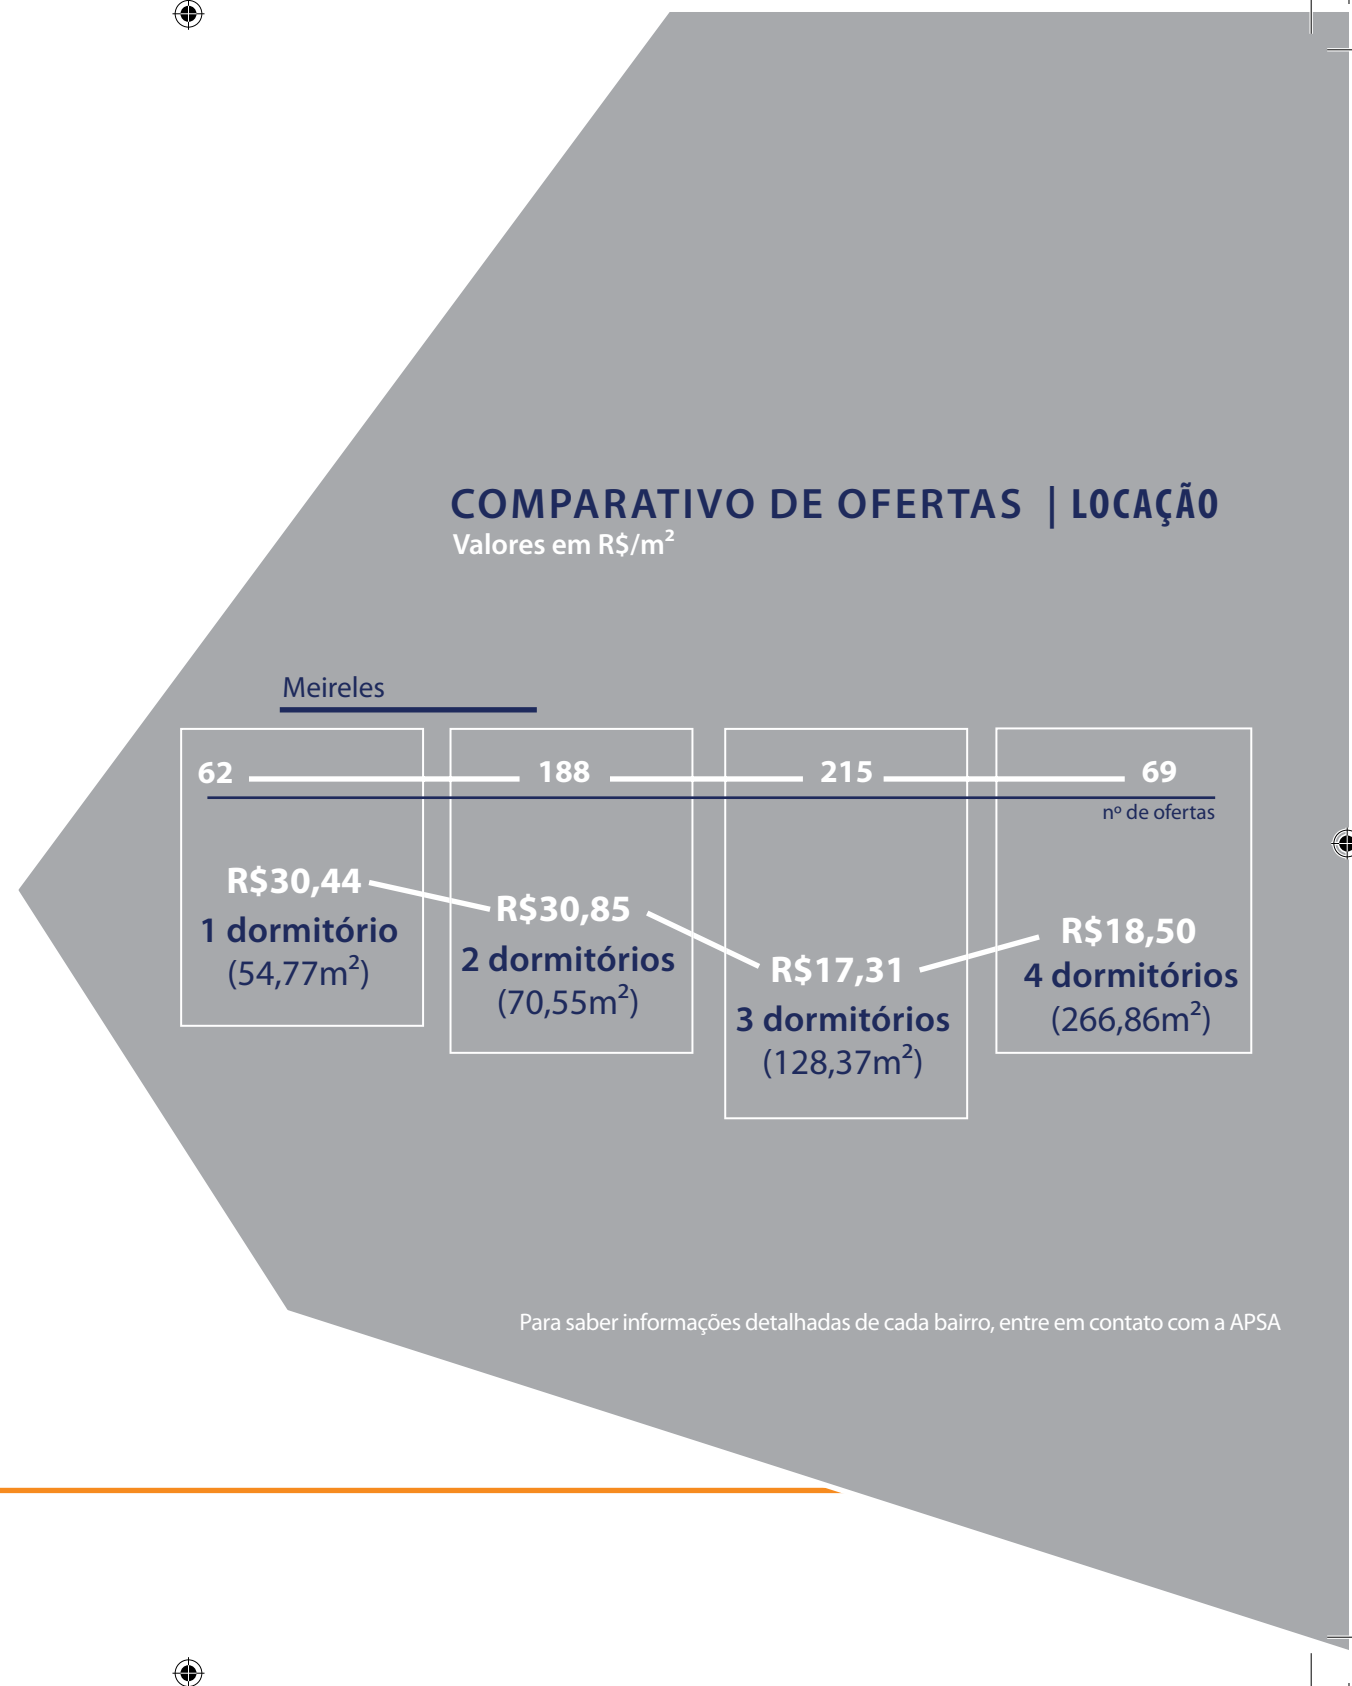 COMPARATIVO DE OFERTAS | LOCAÇÃO
Valores em R$/m²
Meireles
62 188 215 69
nº de ofertas
R$30,44
1 dormitório
(54,77m²)
R$30,85
2 dormitórios
(70,55m²)
R$17,31
3 dormitórios
(128,37m²)
R$18,50
4 dormitórios
(266,86m²)
Para saber informações detalhadas de cada bairro, entre em contato com a APSA